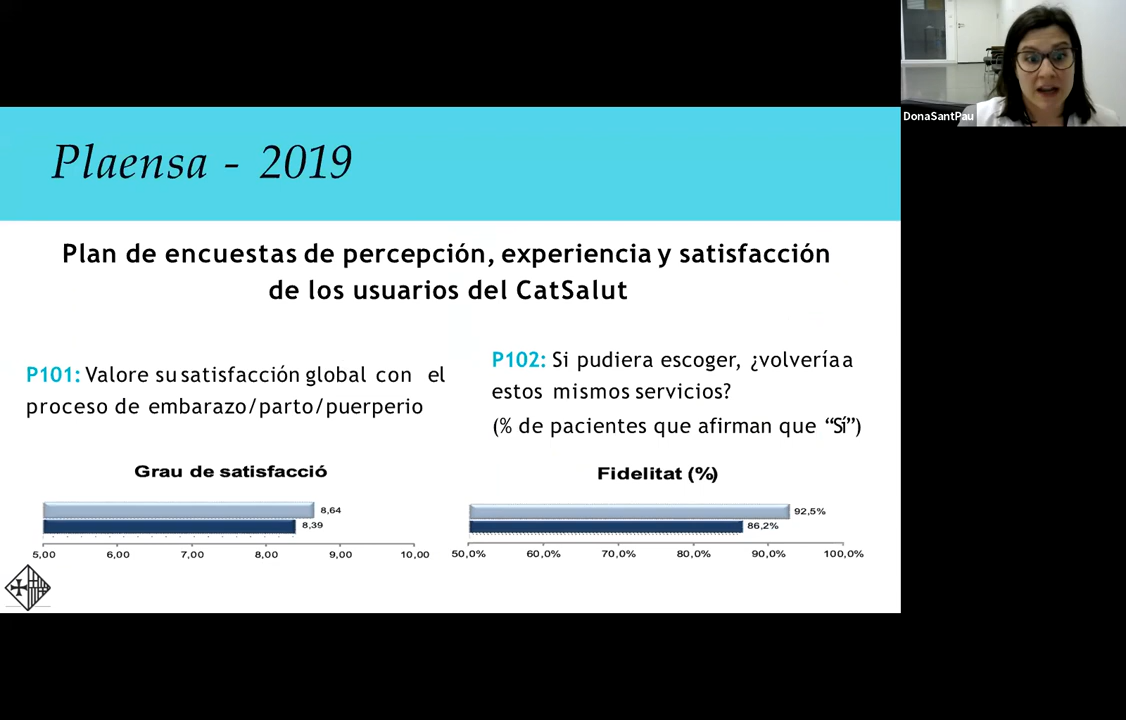 DonaSantPau
Plaensa - 2019
Plan de encuestas de percepción, experiencia y satisfacción
de los usuarios del CatSalut
P101: Valore su satisfacción global con el
proceso de embarazo/parto/puerperio
P102: Si pudiera escoger, ¿volvería a
estos mismos servicios?
(% de pacientes que afirman que “Sí”)
Grau de satisfacció
8,64
8,39
5,00 6,00 7,00 8,00 9,00 10,00
Fidelitat (%)
92,5%
86,2%
50,0% 60,0% 70,0% 80,0% 90,0% 100,0%